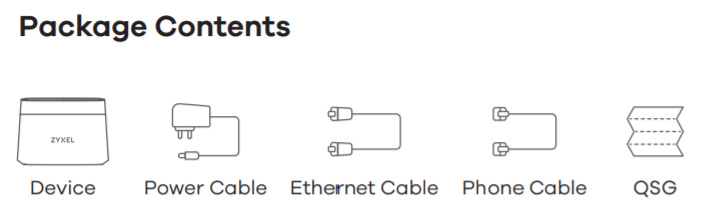 Package Contents
ZYXEL
Device
Power Cable
Ethernet Cable
Phone Cable
QSG